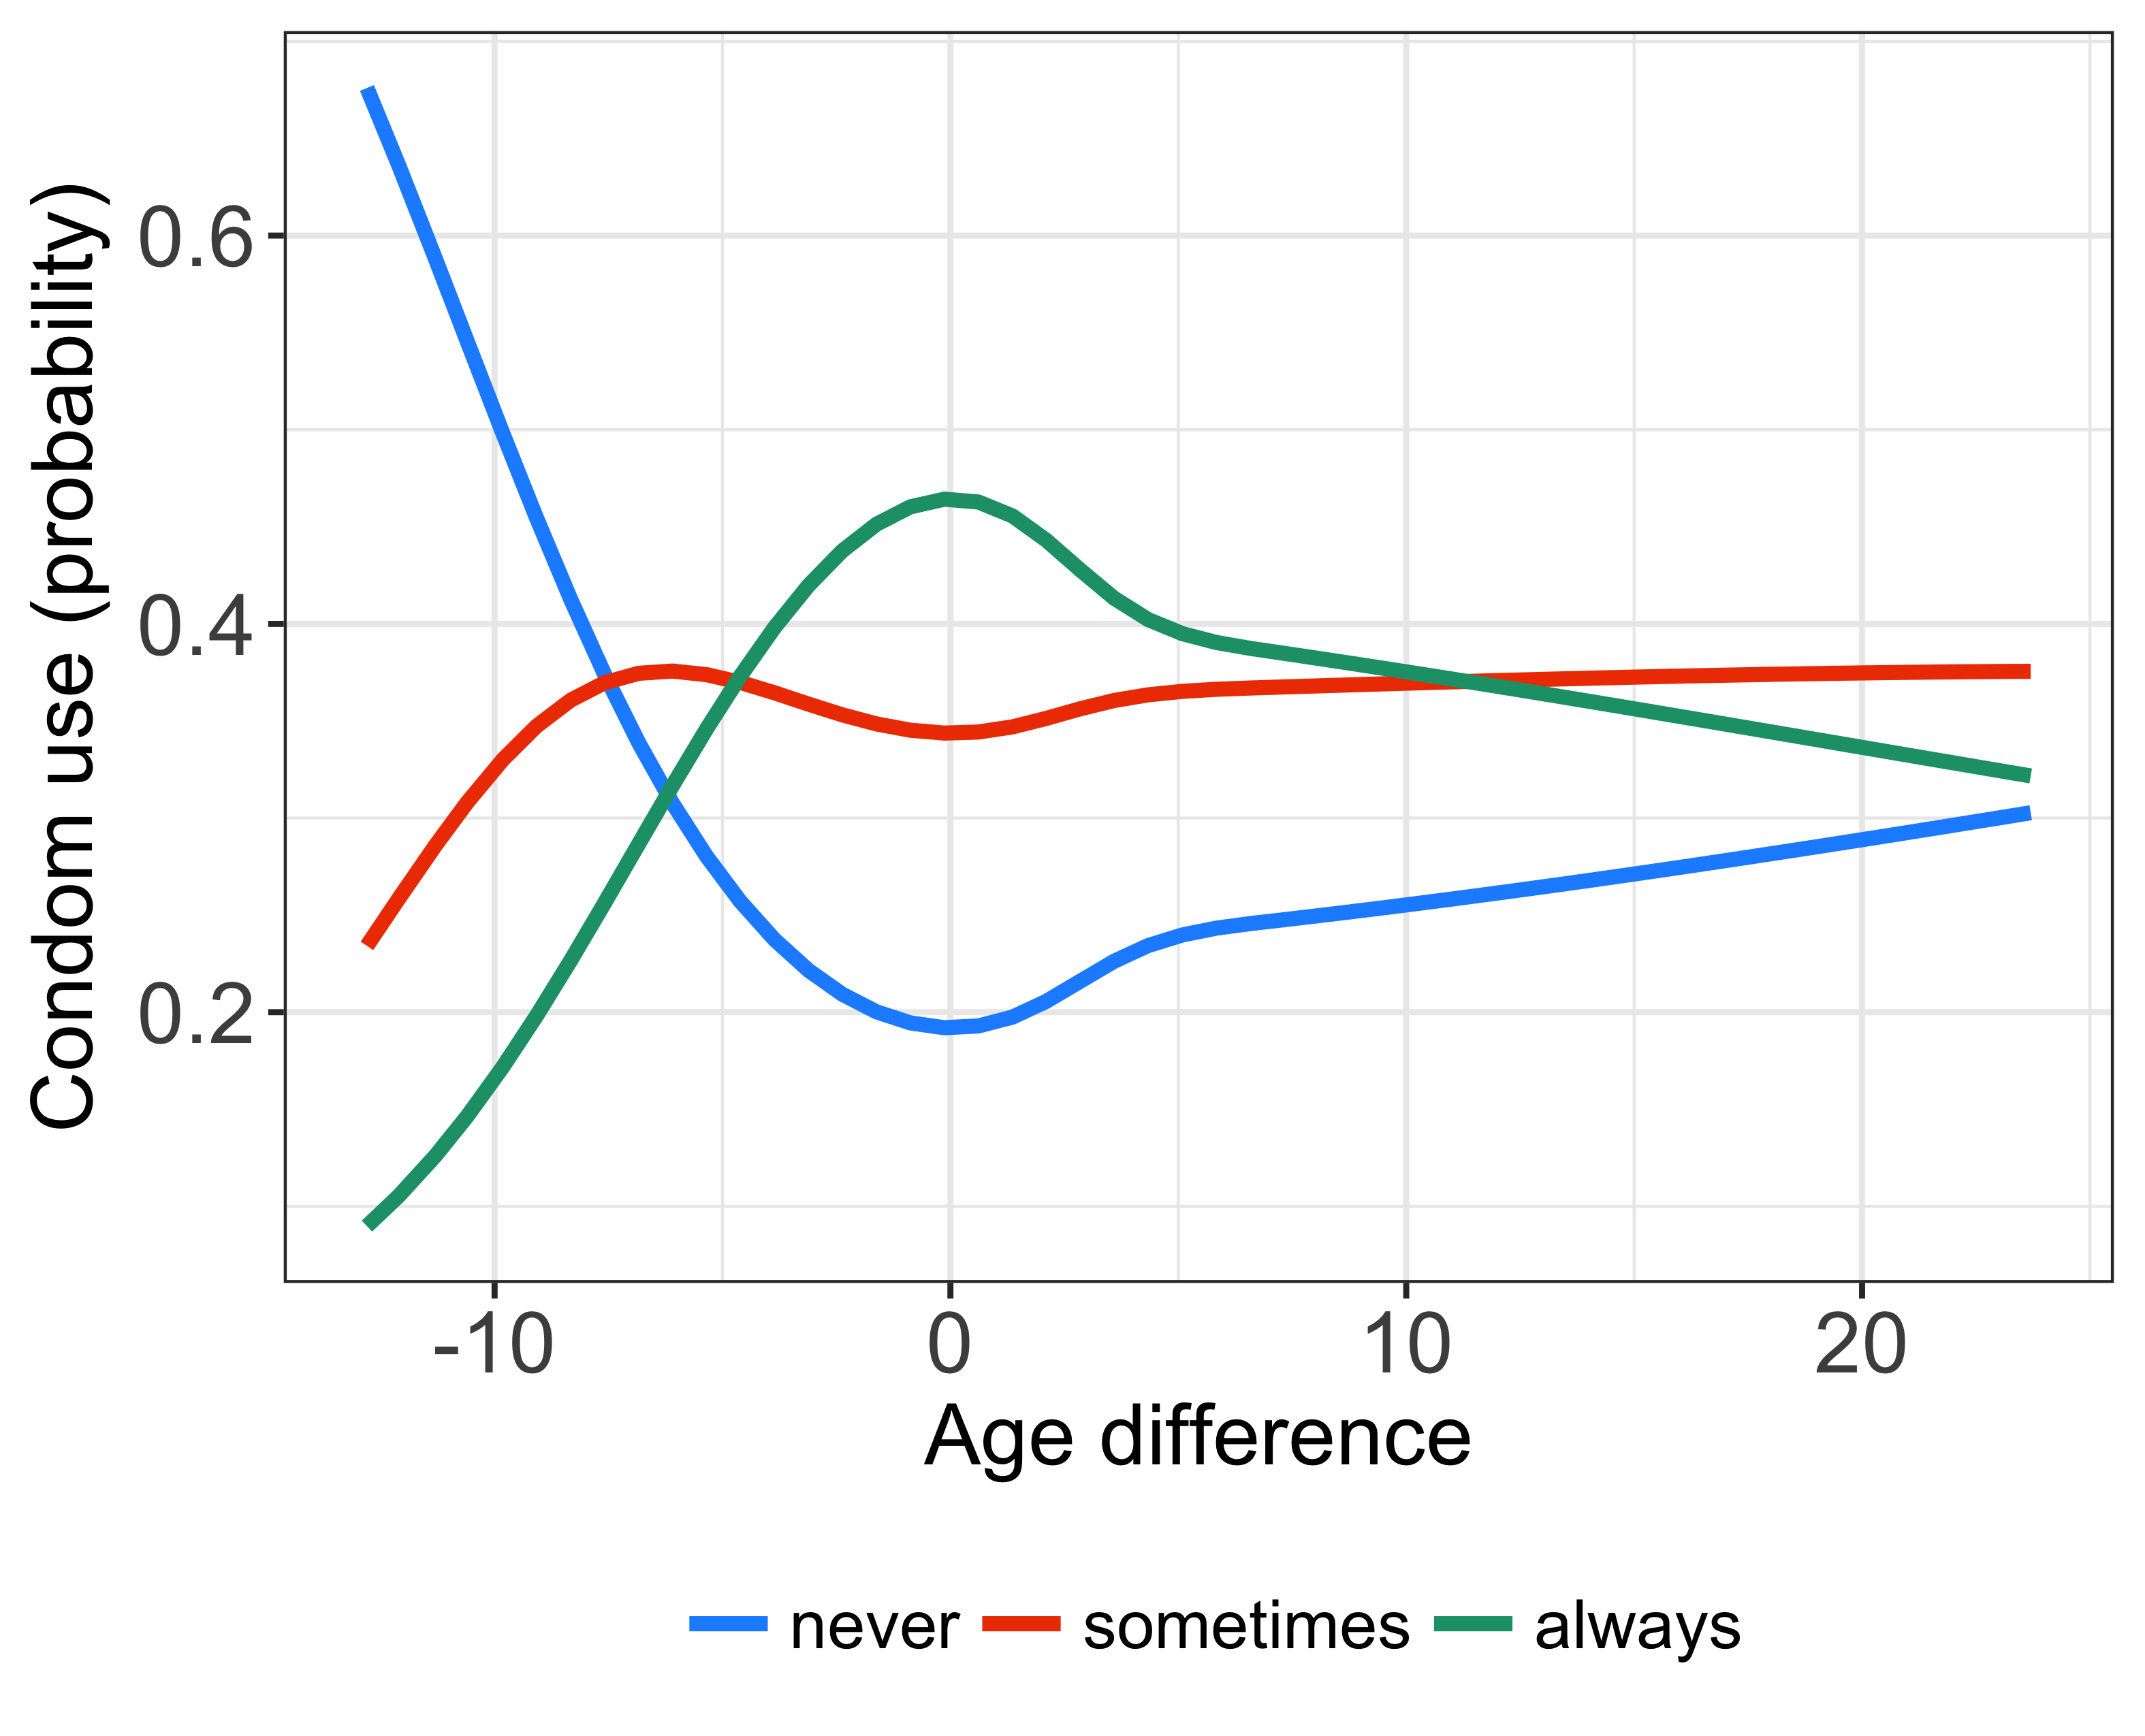 Condom use (probability)
0.6
0.4
0.2
-10 0 10 20
Age difference
never sometimes always